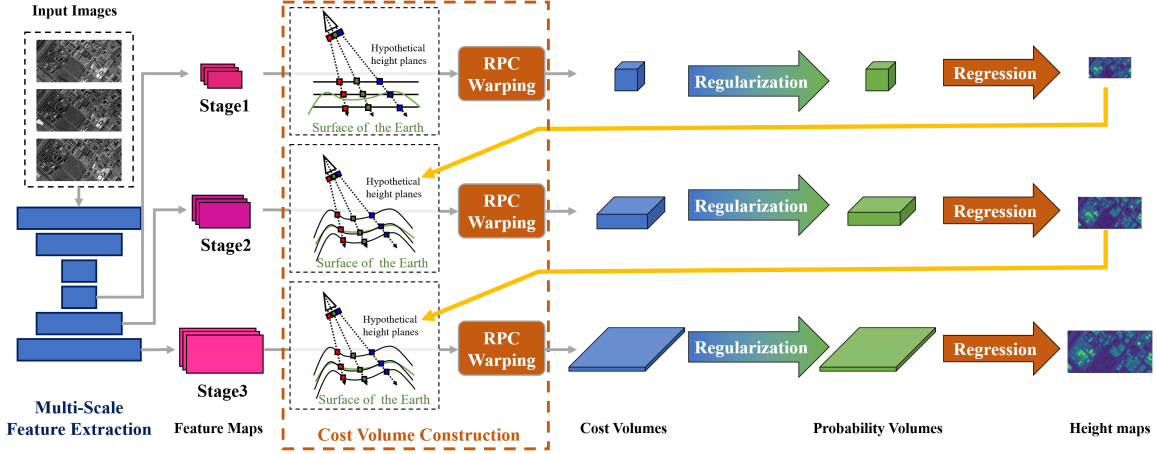 Input Images
Stage1
Hypothetical
height planes
Surface of the Earth
RPC
Warping
Regularization
Regression
Stage2
Hypothetical
height planes
Surface of the Earth
RPC
Warping
Regularization
Regression
Stage3
Hypothetical
height planes
Surface of the Earth
RPC
Warping
Regularization
Regression
Multi-Scale
Feature Extraction
Feature Maps
Cost Volume Construction
Cost Volumes
Probability Volumes
Height maps